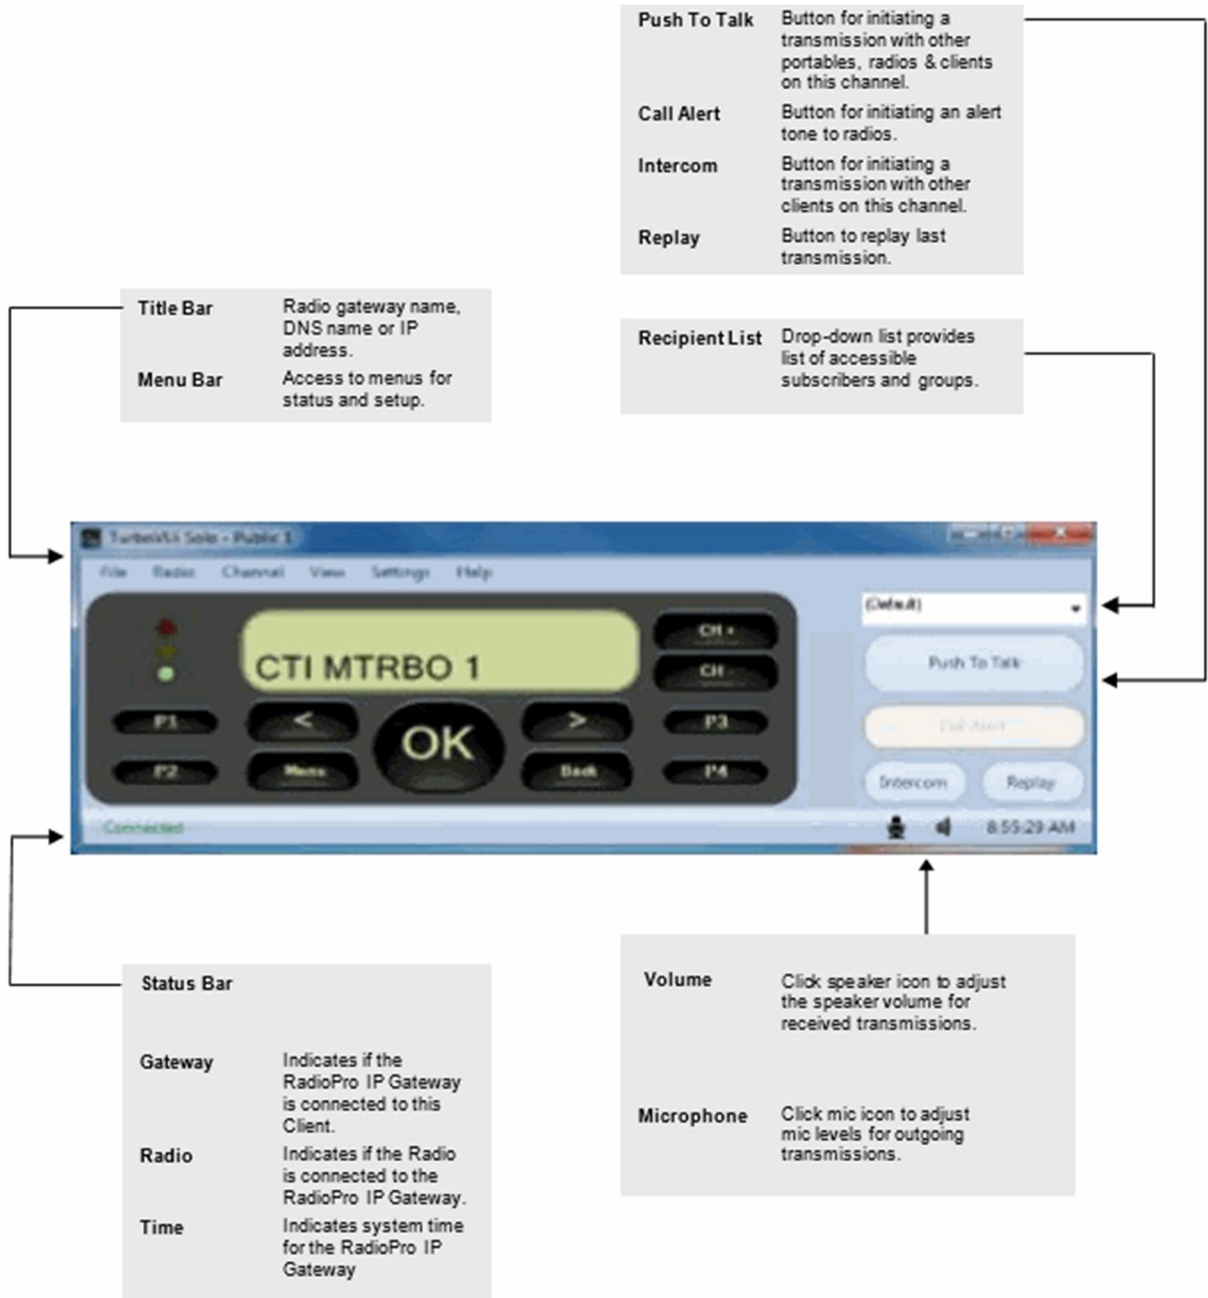 Push To Talk
Button for initiating a
transmission with other
portables, radios & clients
on this channel.
Call Alert
Button for initiating an alert
tone to radios.
Intercom
Button for initiating a
transmission with other
clients on this channel.
Replay
Button to replay last
transmission.
Title Bar
Radio gateway name,
DNS name or IP
address.
Menu Bar
Access to menus for
status and setup.
Recipient List
Drop-down list provides
list of accessible
subscribers and groups.
TurboVUi Solo - Public 1
File Radio Channel View Settings Help
(Default)
CTI MTRBO 1
CH +
CH -
Push To Talk
P1
<
OK
>
P3
Call Alert
P2
Menu
Back
P4
Intercom
Replay
Connected
8:55:29 AM
Status Bar
Gateway
Indicates if the
RadioPro IP Gateway
is connected to this
Client.
Radio
Indicates if the Radio
is connected to the
RadioPro IP Gateway.
Time
Indicates system time
for the RadioPro IP
Gateway
Volume
Click speaker icon to adjust
the speaker volume for
received transmissions.
Microphone
Click mic icon to adjust
mic levels for outgoing
transmissions.